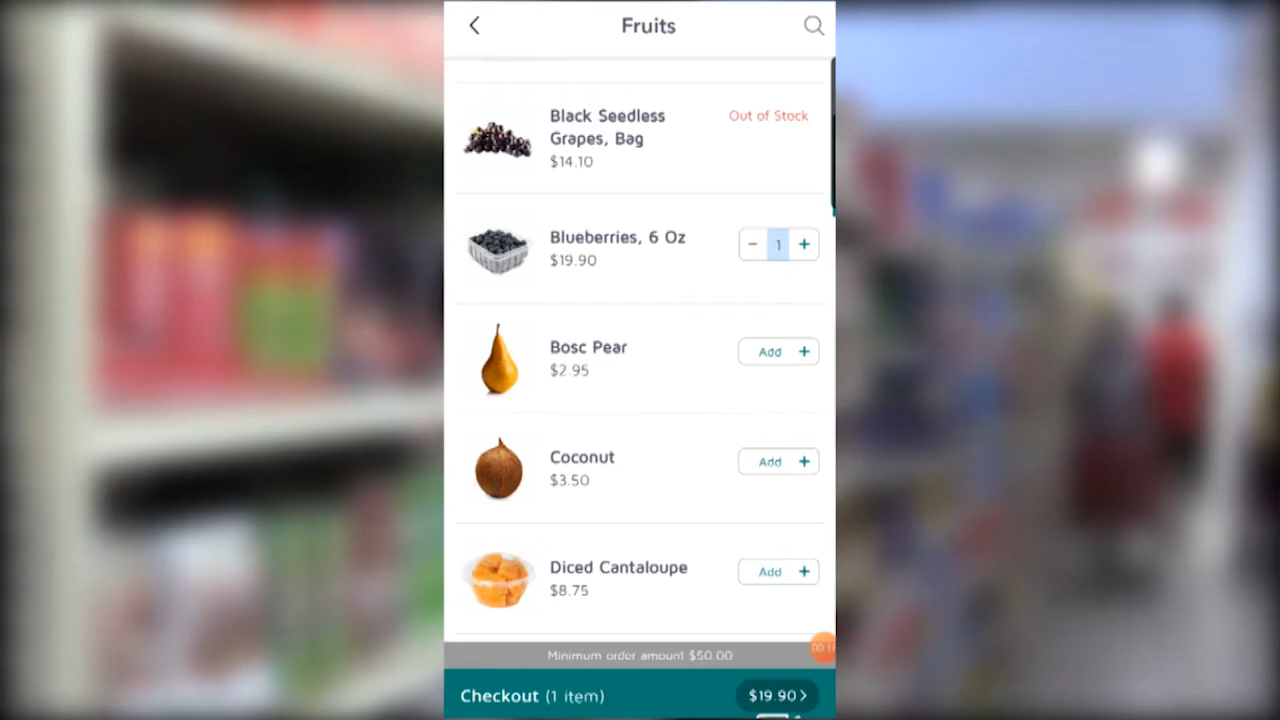 Fruits
Black Seedless
Grapes, Bag
$14.10
Out of Stock
Blueberries, 6 Oz
$19.90
− 1 +
Bosc Pear
$2.95
Add +
Coconut
$3.50
Add +
Diced Cantaloupe
$8.75
Add +
Minimum order amount $50.00
Checkout (1 item)
$19.90 >